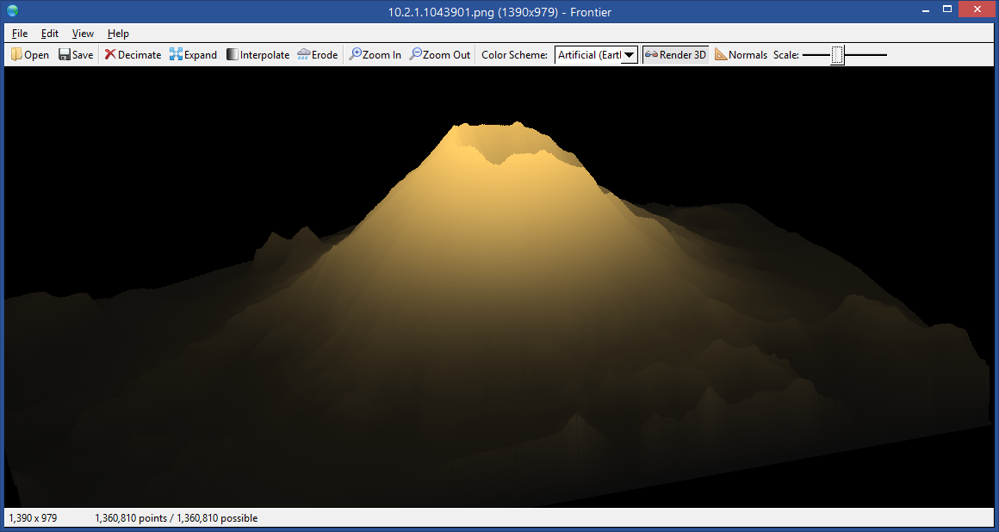 10.2.1.1043901.png (1390x979) - Frontier
File Edit View Help
Open Save Decimate Expand Interpolate Erode Zoom In Zoom Out Color Scheme: Artificial (Eartl Render 3D Normals Scale:
1,390 x 979 1,360,810 points / 1,360,810 possible